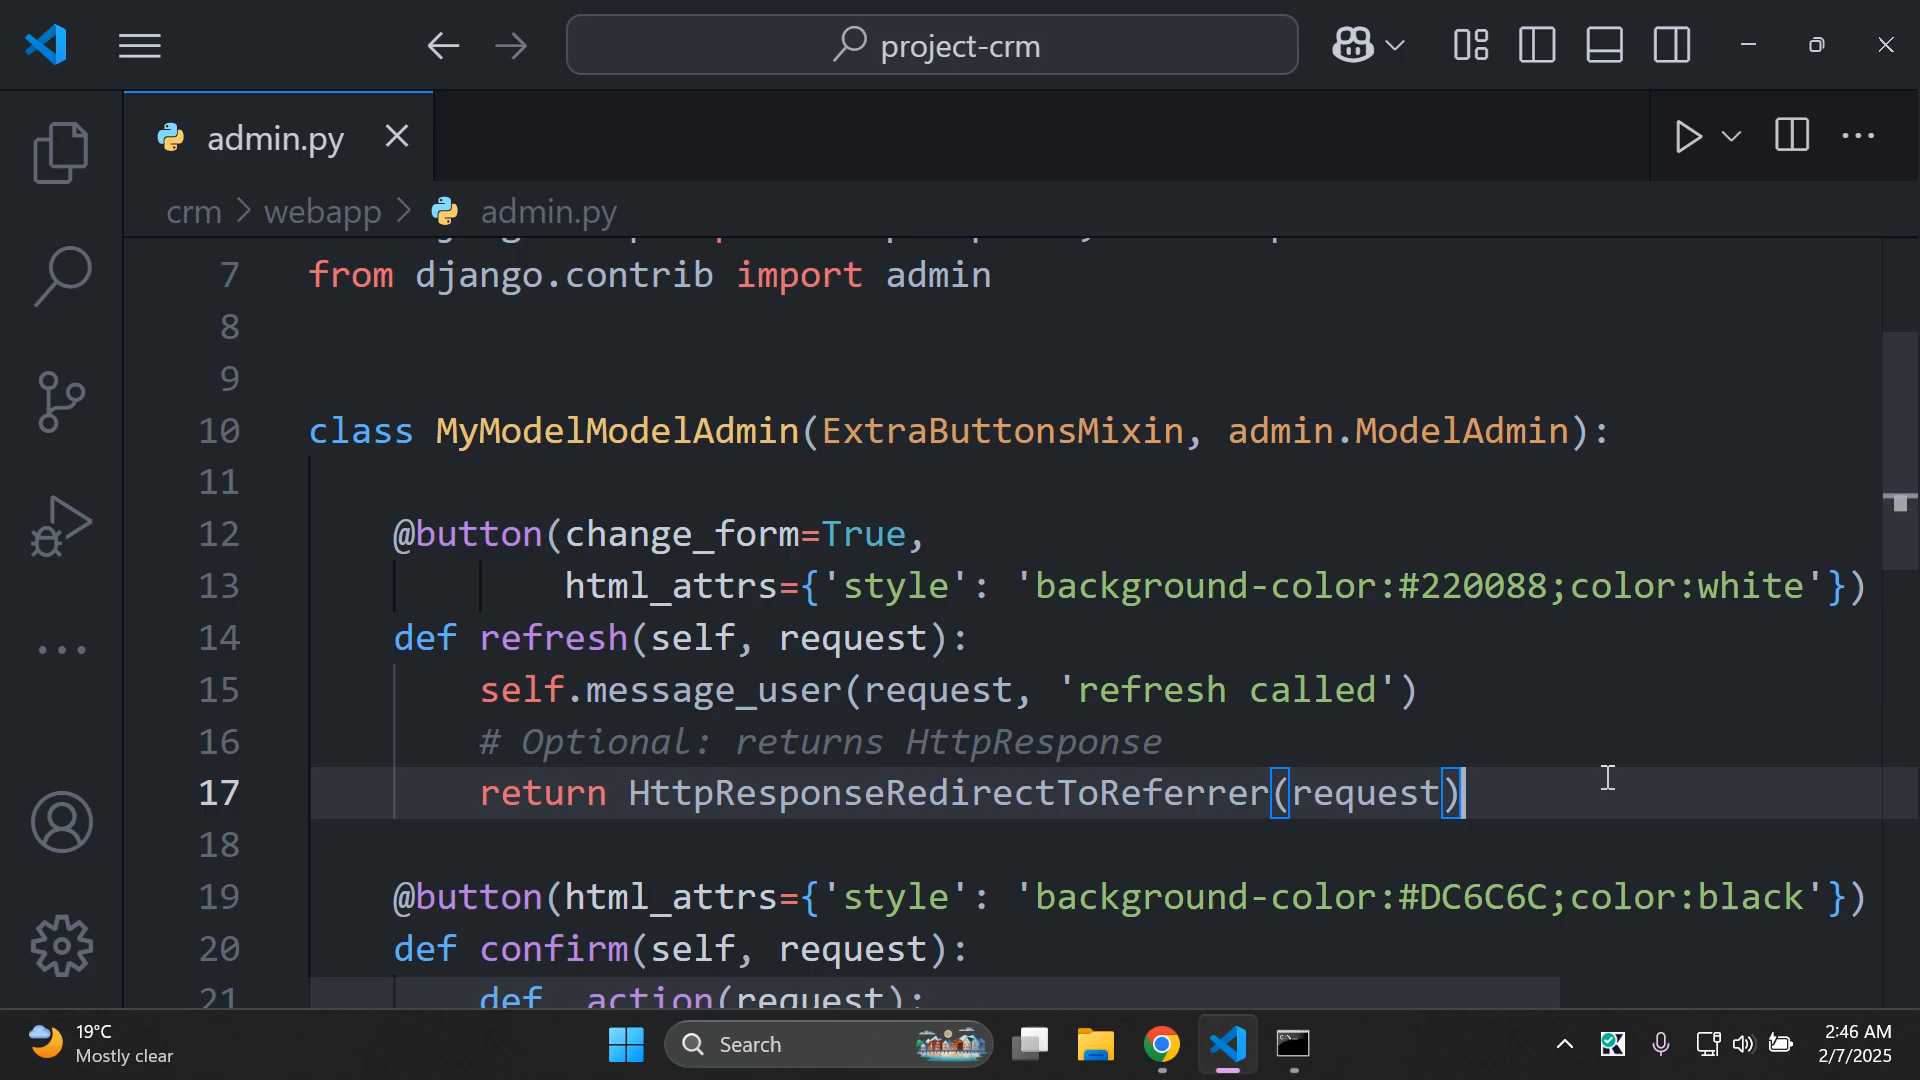 project-crm
admin.py
crm > webapp > admin.py
7 from django.contrib import admin
8
9
10 class MyModelModelAdmin(ExtraButtonsMixin, admin.ModelAdmin):
11
12 @button(change_form=True,
13 html_attrs={'style': 'background-color:#220088;color:white'})
14 def refresh(self, request):
15 self.message_user(request, 'refresh called')
16 # Optional: returns HttpResponse
17 return HttpResponseRedirectToReferrer(request)
18
19 @button(html_attrs={'style': 'background-color:#DC6C6C;color:black'})
20 def confirm(self, request):
21 def _action(request):
19°C
Mostly clear
Search
2:46 AM
2/7/2025